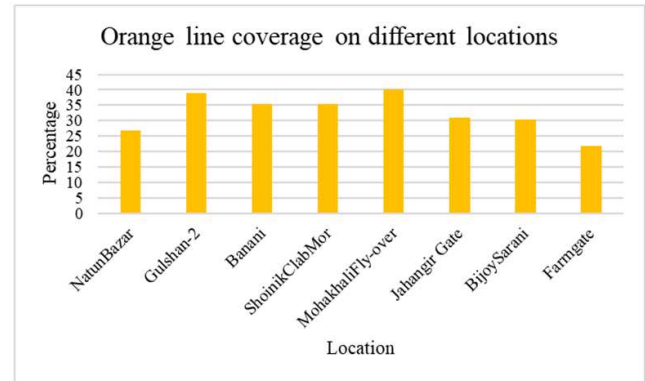 Orange line coverage on different locations
Percentage
45
40
35
30
25
20
15
10
5
0
NatunBazar
Gulshan-2
Banani
ShoinikClabMor
MohakhaliFly-over
Jahangir Gate
BijoySarani
Farmgate
Location